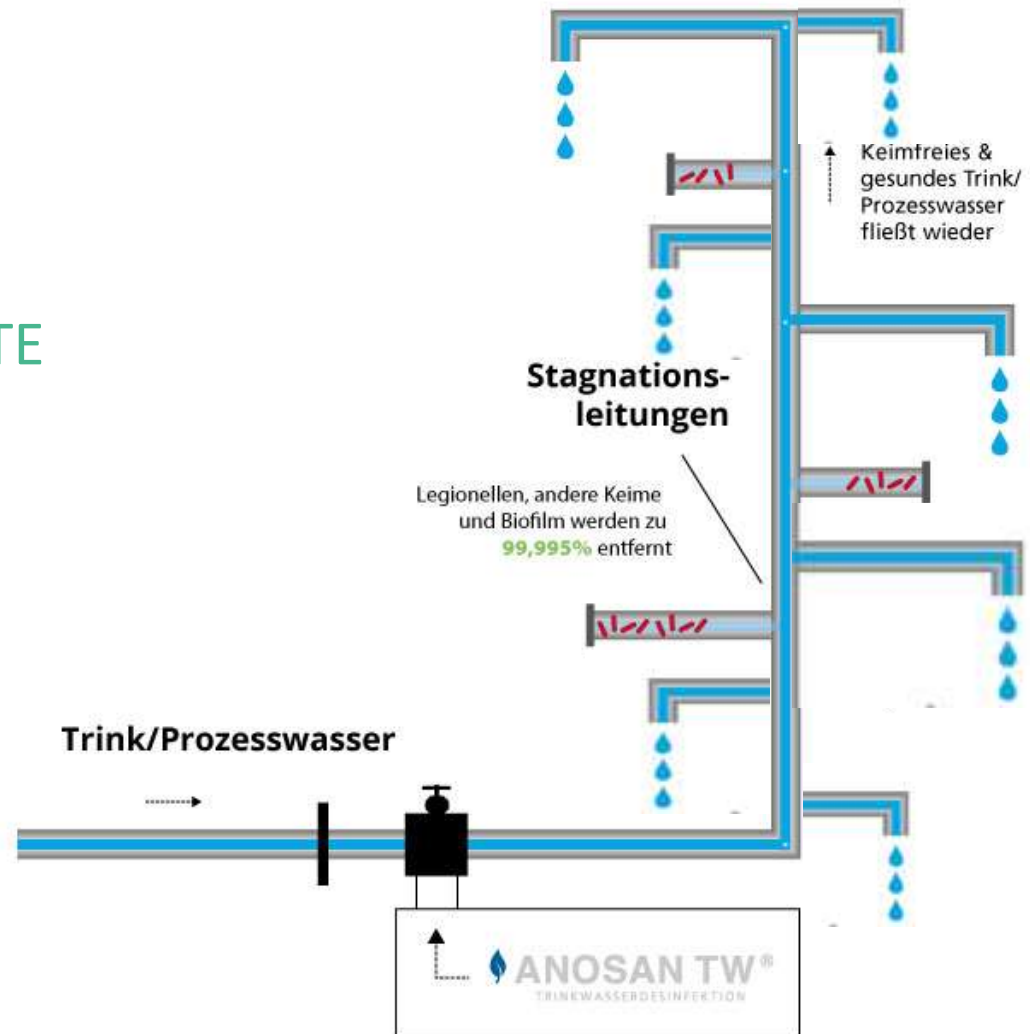 Keimfreies &
gesundes Trink/
Prozesswasser
fließt wieder
TE
Stagnations-
leitungen
Legionellen, andere Keime
und Biofilm werden zu
99,995% entfernt
Trink/Prozesswasser
ANOSAN TW®
TRINKWASSERDESINFEKTION